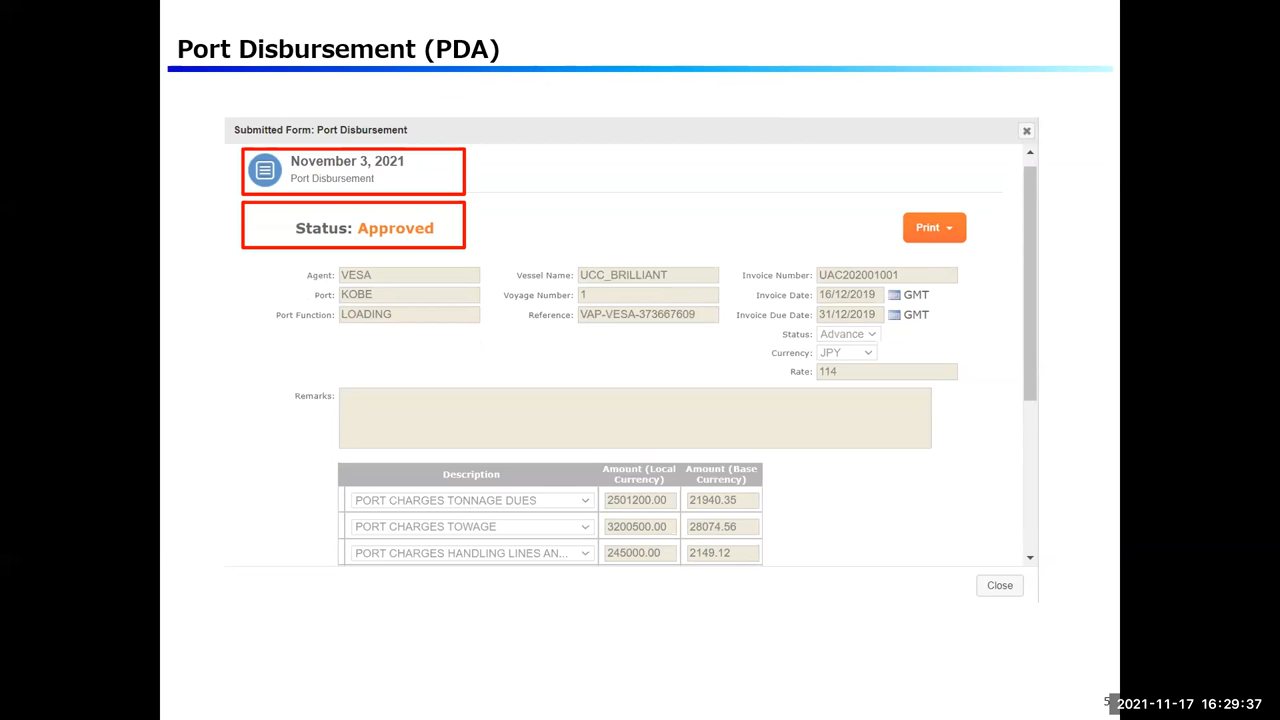 Port Disbursement (PDA)
Submitted Form: Port Disbursement
November 3, 2021
Port Disbursement
Status: Approved
Print
Agent: VESA
Vessel Name: UCC_BRILLIANT
Invoice Number: UAC202001001
Port: KOBE
Voyage Number: 1
Invoice Date: 16/12/2019 GMT
Port Function: LOADING
Reference: VAP-VESA-373667609
Invoice Due Date: 31/12/2019 GMT
Status: Advance
Currency: JPY
Rate: 114
Remarks:
Description Amount (Local Currency) Amount (Base Currency)
PORT CHARGES TONNAGE DUES 2501200.00 21940.35
PORT CHARGES TOWAGE 3200500.00 28074.56
PORT CHARGES HANDLING LINES AN... 245000.00 2149.12
Close
2021-11-17 16:29:37